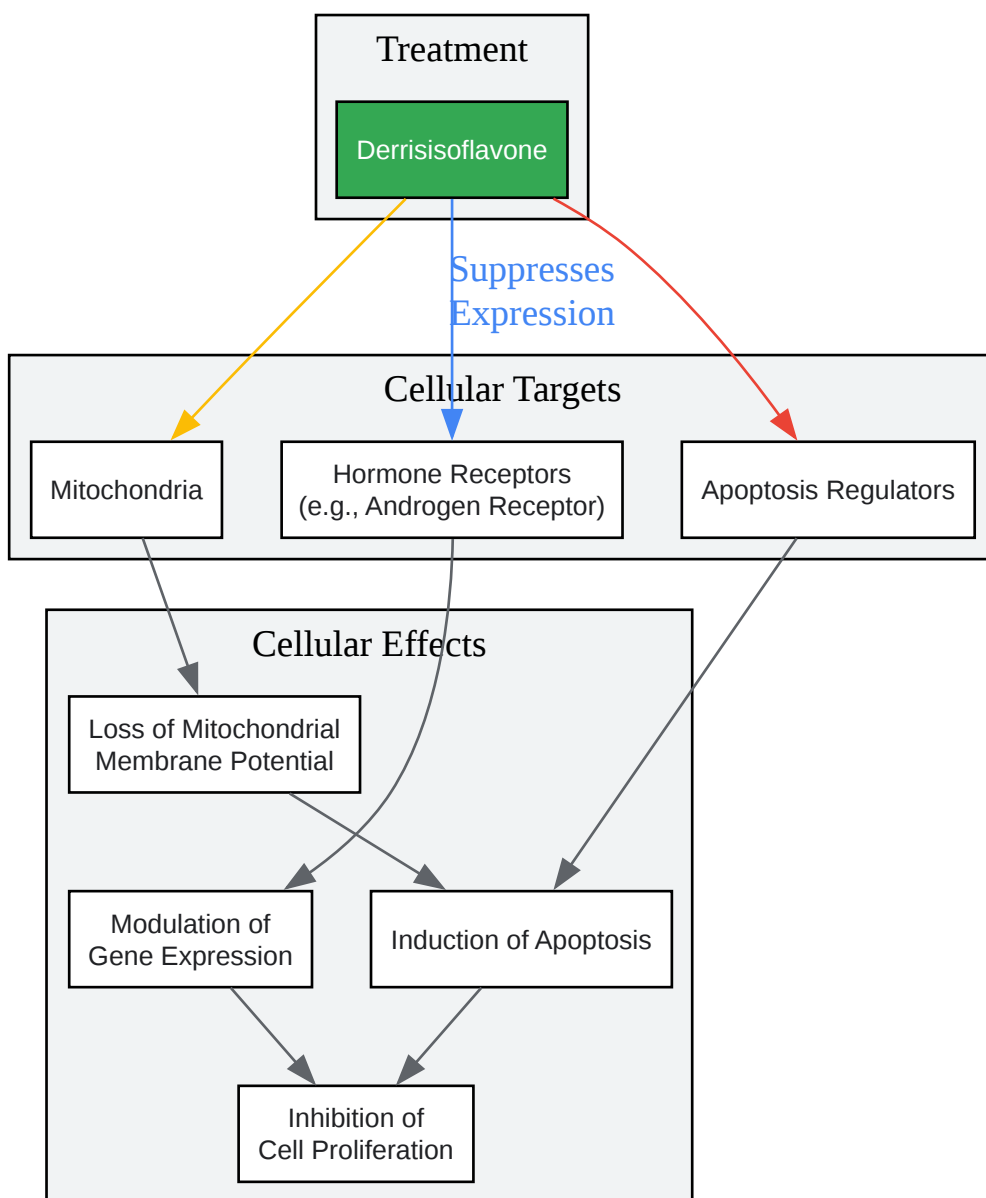 Treatment
Derrisisoflavone
Suppresses
Expression
Cellular Targets
Mitochondria
Hormone Receptors
(e.g., Androgen Receptor)
Apoptosis Regulators
Cellular Effects
Loss of Mitochondrial
Membrane Potential
Modulation of
Gene Expression
Induction of Apoptosis
Inhibition of
Cell Proliferation